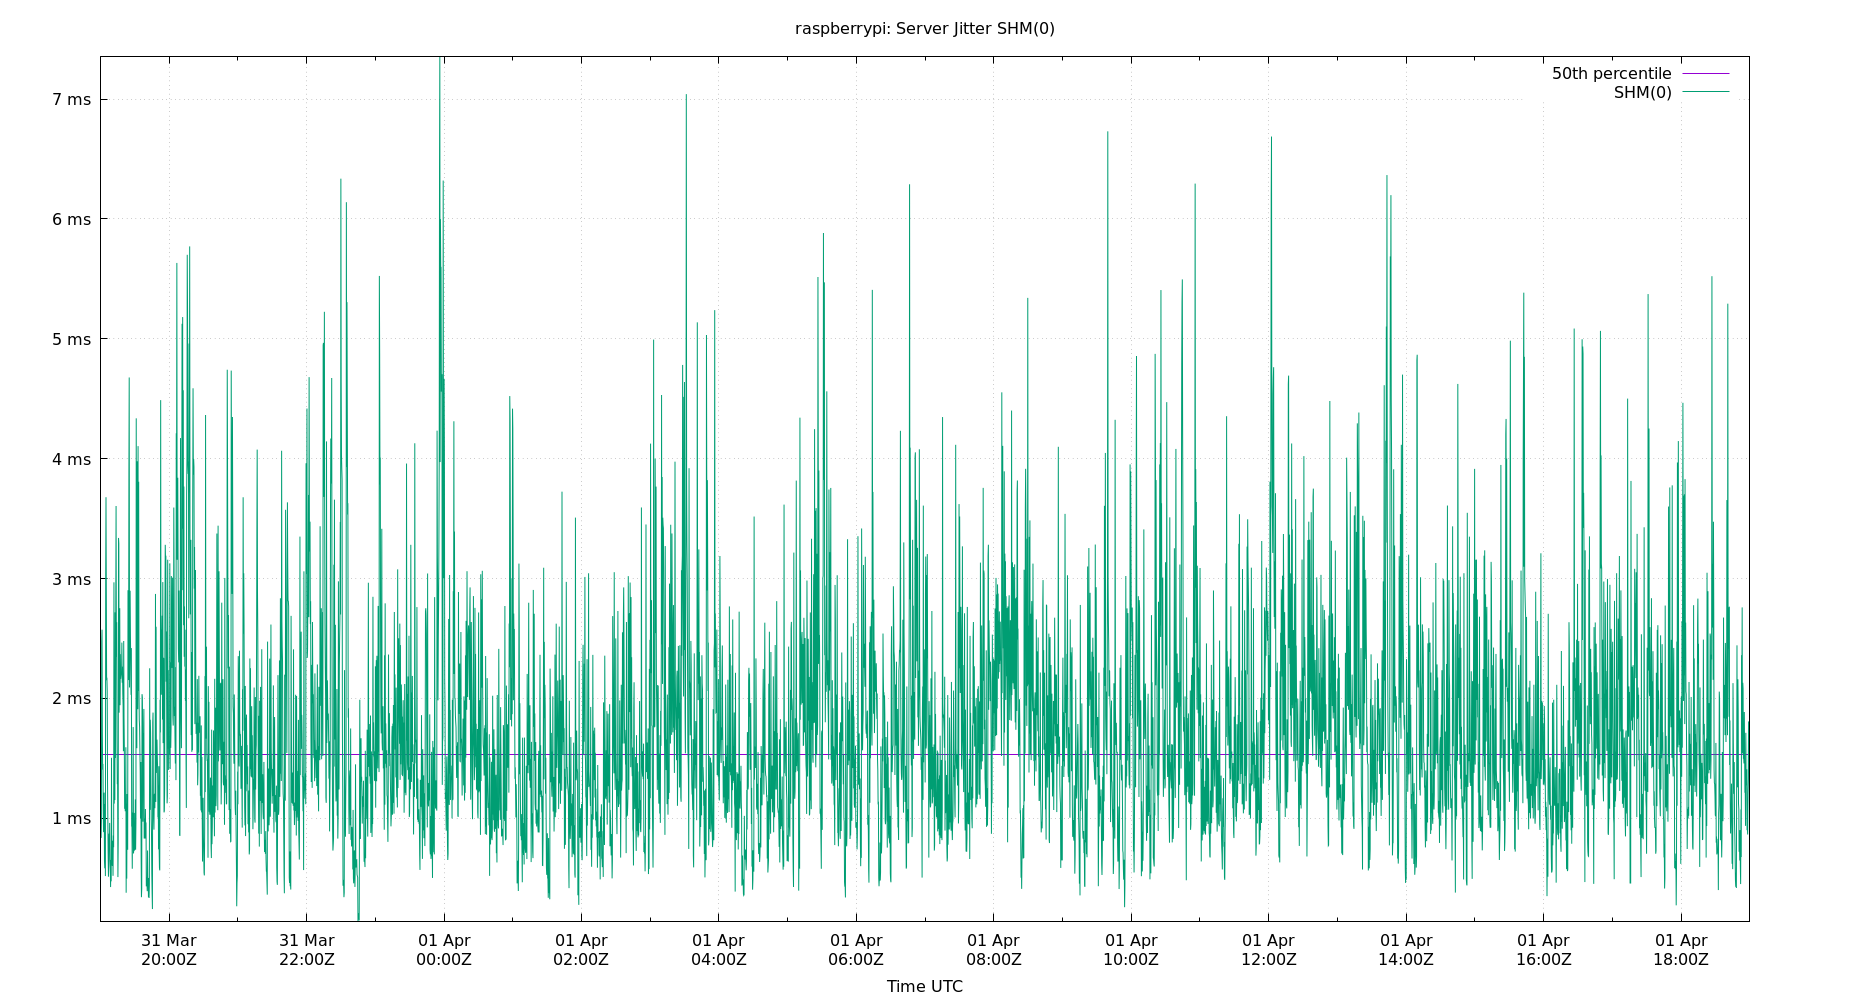 raspberrypi: Server Jitter SHM(0)
50th percentile
SHM(0)
7 ms
6 ms
5 ms
4 ms
3 ms
2 ms
1 ms
31 Mar 31 Mar 01 Apr 01 Apr 01 Apr 01 Apr 01 Apr 01 Apr 01 Apr 01 Apr 01 Apr 01 Apr
20:00Z 22:00Z 00:00Z 02:00Z 04:00Z 06:00Z 08:00Z 10:00Z 12:00Z 14:00Z 16:00Z 18:00Z
Time UTC